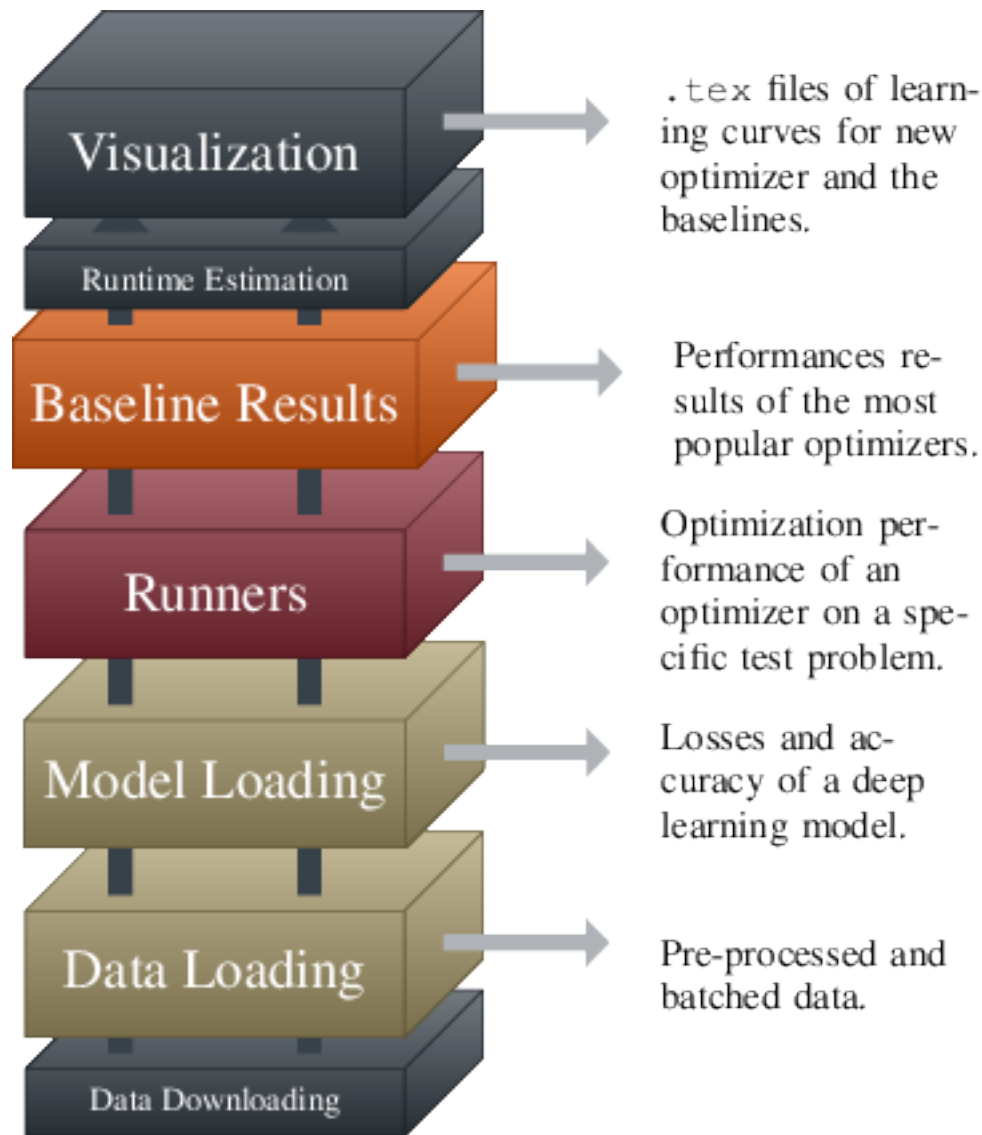 Visualization
.tex files of learn-
ing curves for new
optimizer and the
baselines.
Runtime Estimation
Baseline Results
Performances re-
sults of the most
popular optimizers.
Runners
Optimization per-
formance of an
optimizer on a spe-
cific test problem.
Model Loading
Losses and ac-
curacy of a deep
learning model.
Data Loading
Pre-processed and
batched data.
Data Downloading